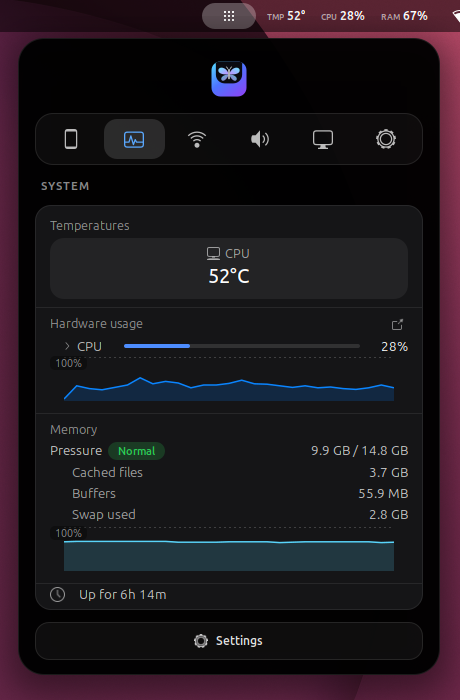 TMP 52° CPU 28% RAM 67%
SYSTEM
Temperatures
CPU
52°C
Hardware usage
CPU 28%
100%
Memory
Pressure Normal 9.9 GB / 14.8 GB
Cached files 3.7 GB
Buffers 55.9 MB
Swap used 2.8 GB
100%
Up for 6h 14m
Settings